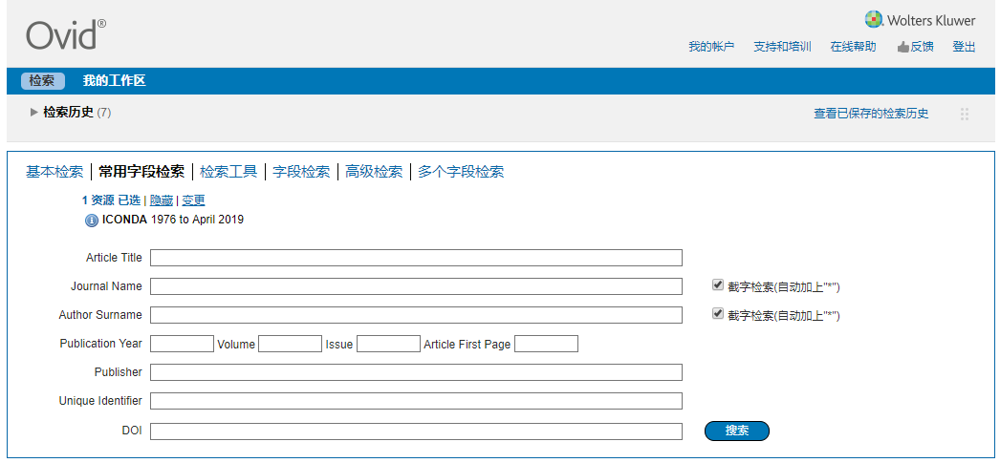 Ovid®
Wolters Kluwer
我的帐户 支持和培训 在线帮助 反馈 登出
检索 我的工作区
检索历史 (7) 查看已保存的检索历史
基本检索 | 常用字段检索 | 检索工具 | 字段检索 | 高级检索 | 多个字段检索
1 资源 已选 | 隐藏 | 变更
ICONDA 1976 to April 2019
Article Title
Journal Name 截字检索(自动加上"*")
Author Surname 截字检索(自动加上"*")
Publication Year Volume Issue Article First Page
Publisher
Unique Identifier
DOI 搜索